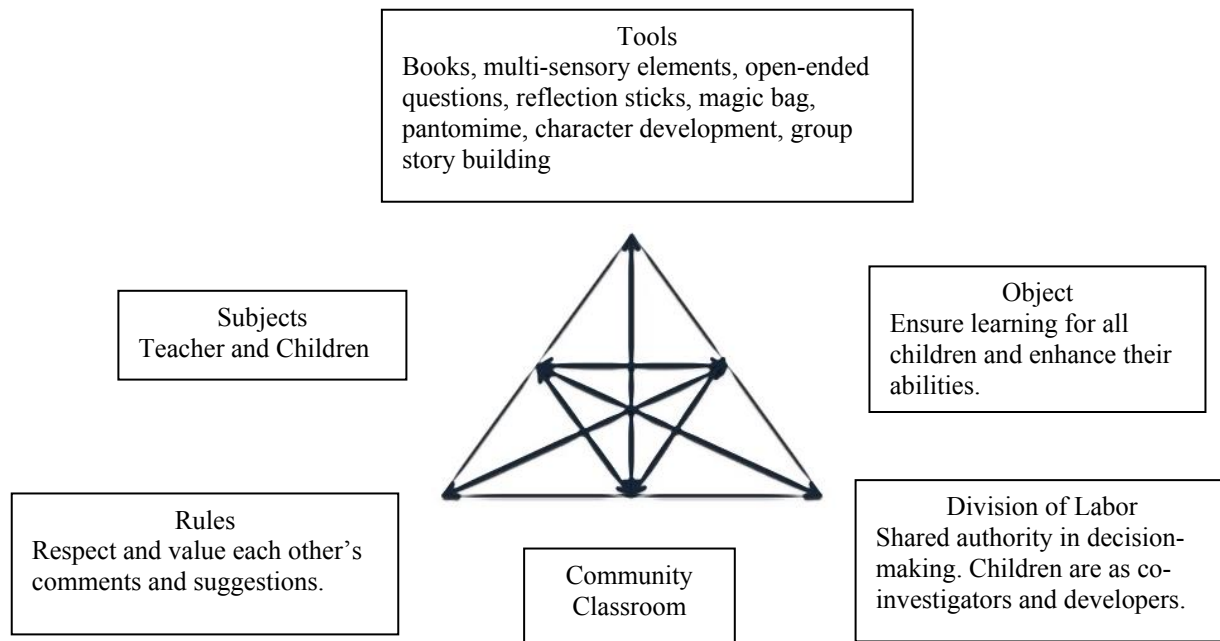 Tools
Books, multi-sensory elements, open-ended
questions, reflection sticks, magic bag,
pantomime, character development, group
story building
Subjects
Teacher and Children
Object
Ensure learning for all
children and enhance their
abilities.
Rules
Respect and value each other’s
comments and suggestions.
Community
Classroom
Division of Labor
Shared authority in decision-
making. Children are as co-
investigators and developers.